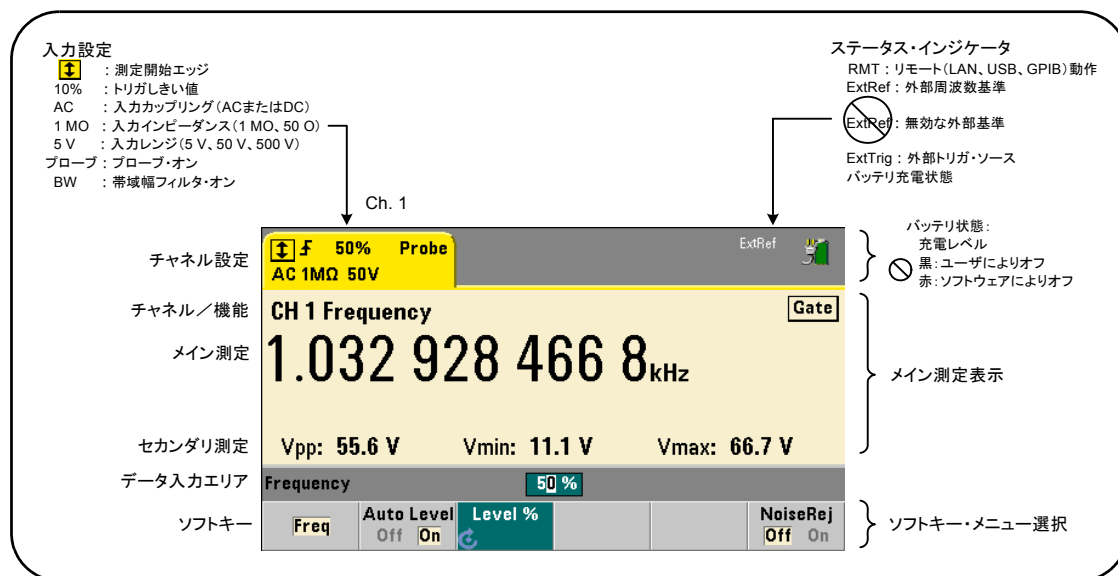 入力設定
: 測定開始エッジ
10% : トリガしきい値
AC : 入力カップリング(ACまたはDC)
1 MO : 入力インピーダンス(1 MO、50 O)
5 V : 入力レンジ(5 V、50 V、500 V)
プローブ : プローブ・オン
BW : 帯域幅フィルタ・オン
ステータス・インジケータ
RMT : リモート(LAN、USB、GPIB)動作
ExtRef : 外部周波数基準
ExtRef : 無効な外部基準
ExtTrig : 外部トリガ・ソース
バッテリ充電状態
Ch. 1
チャネル設定
50% Probe
AC 1MΩ 50V
ExtRef
バッテリ状態:
充電レベル
黒:ユーザによりオフ
赤:ソフトウェアによりオフ
チャネル/機能
CH 1 Frequency
Gate
メイン測定
1.032 928 466 8 kHz
メイン測定表示
セカンダリ測定
Vpp: 55.6 V Vmin: 11.1 V Vmax: 66.7 V
データ入力エリア
Frequency 50 %
ソフトキー
Freq
Auto Level
Off On
Level %
NoiseRej
Off On
ソフトキー・メニュー選択